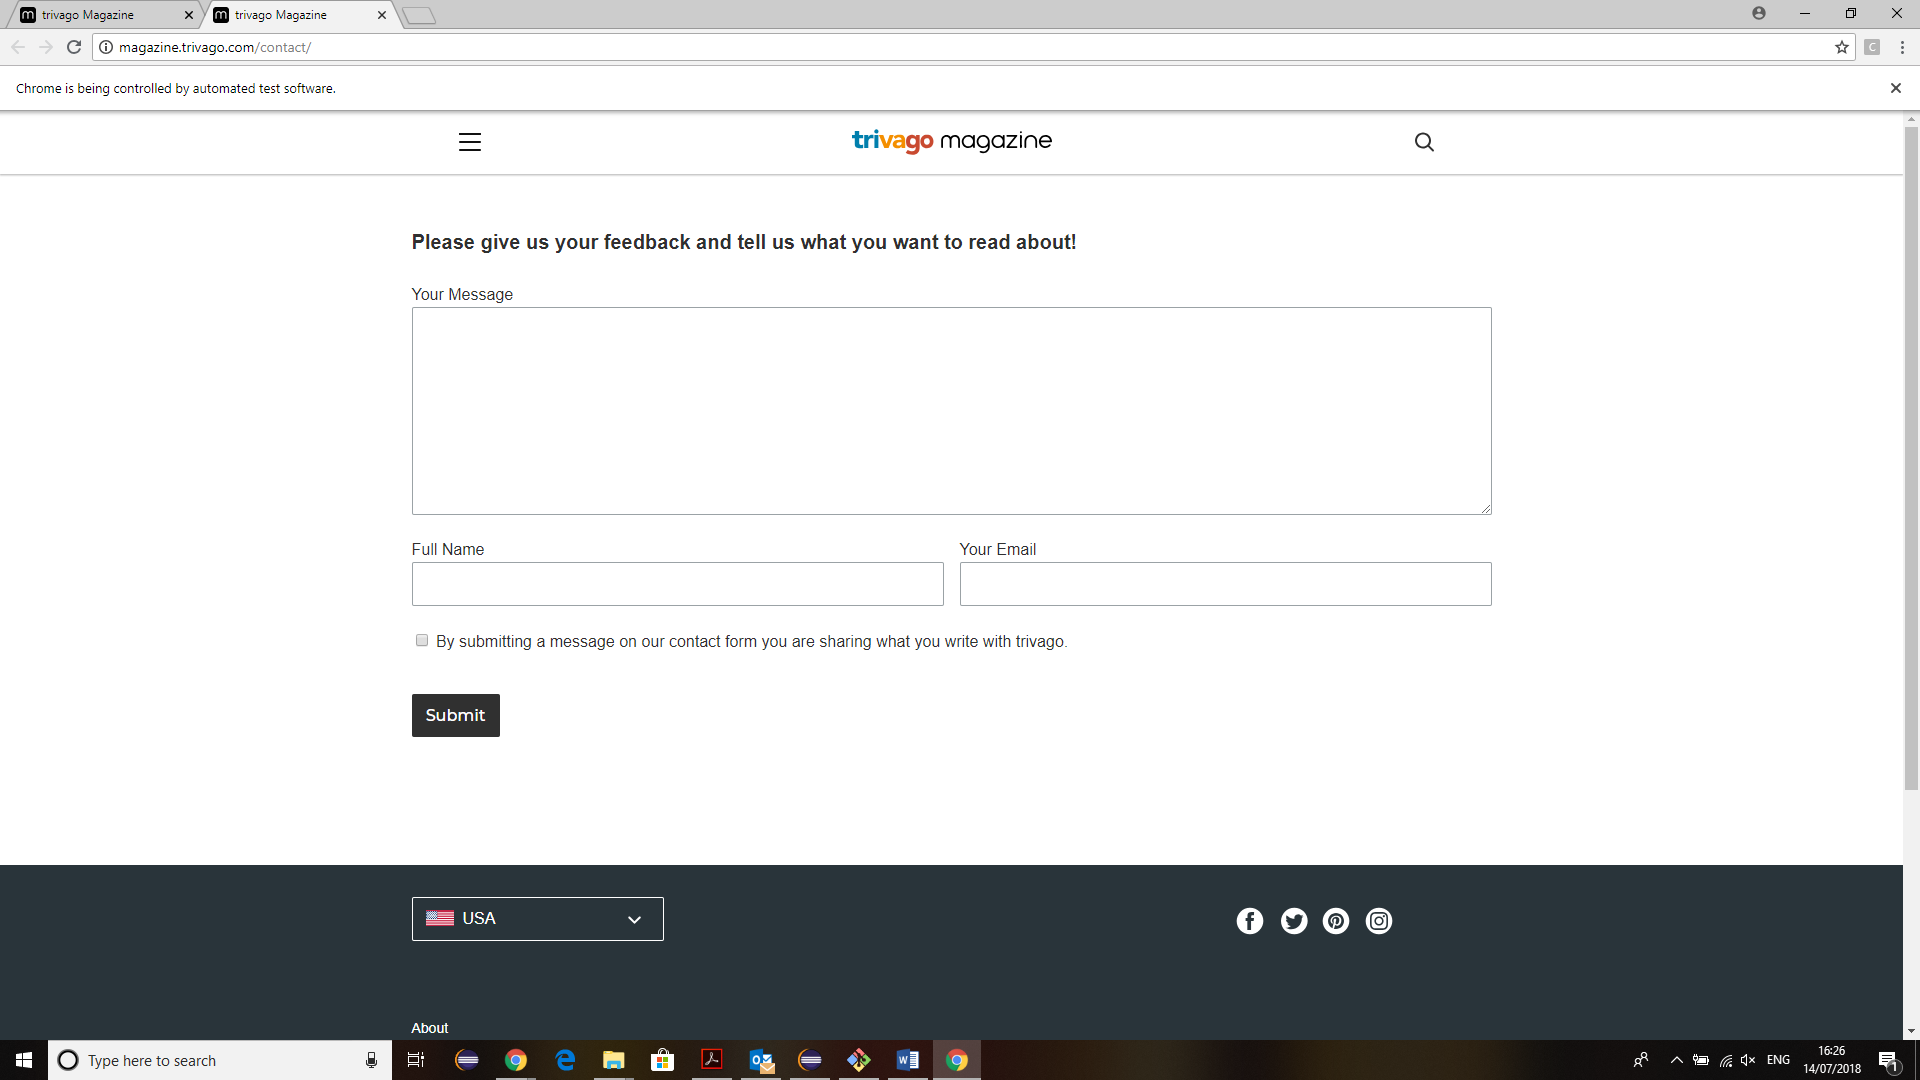 trivago Magazine
trivago Magazine
magazine.trivago.com/contact/
Chrome is being controlled by automated test software.
trivago magazine
Please give us your feedback and tell us what you want to read about!
Your Message
Full Name
Your Email
By submitting a message on our contact form you are sharing what you write with trivago.
Submit
USA
About
Type here to search
ENG
16:26
14/07/2018
1